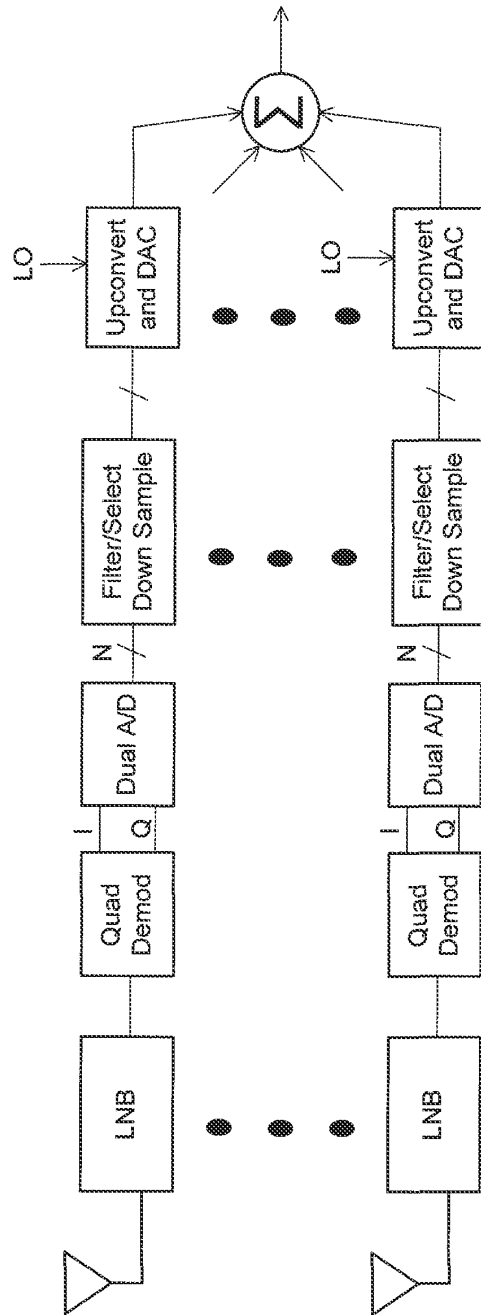 LNB
Quad
Demod
I
Q
Dual A/D
N
Filter/Select
Down Sample
LO
Upconvert
and DAC
Σ
LNB
Quad
Demod
I
Q
Dual A/D
N
Filter/Select
Down Sample
LO
Upconvert
and DAC